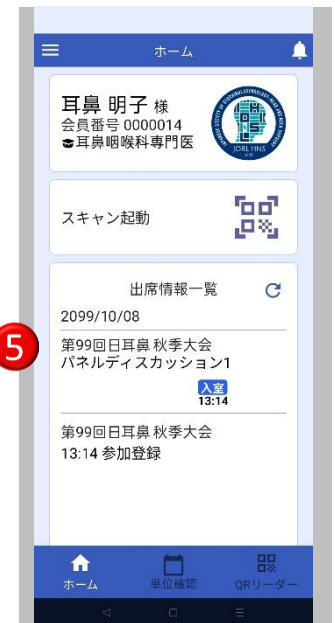 ホーム
耳鼻 明子 様
会員番号 0000014
耳鼻咽喉科専門医
JORL HNS
スキャン起動
出席情報一覧
2099/10/08
5
第99回日耳鼻 秋季大会
パネルディスカッション1
入室
13:14
第99回日耳鼻 秋季大会
13:14 参加登録
ホーム
単位確認
QRリーダー